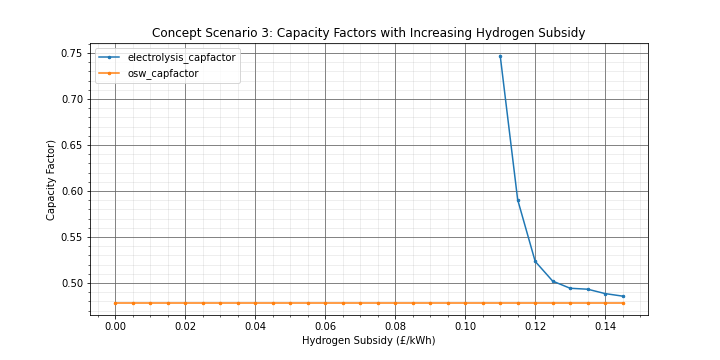 Concept Scenario 3: Capacity Factors with Increasing Hydrogen Subsidy
electrolysis_capfactor
osw_capfactor
Capacity Factor)
0.75
0.70
0.65
0.60
0.55
0.50
0.00 0.02 0.04 0.06 0.08 0.10 0.12 0.14
Hydrogen Subsidy (£/kWh)